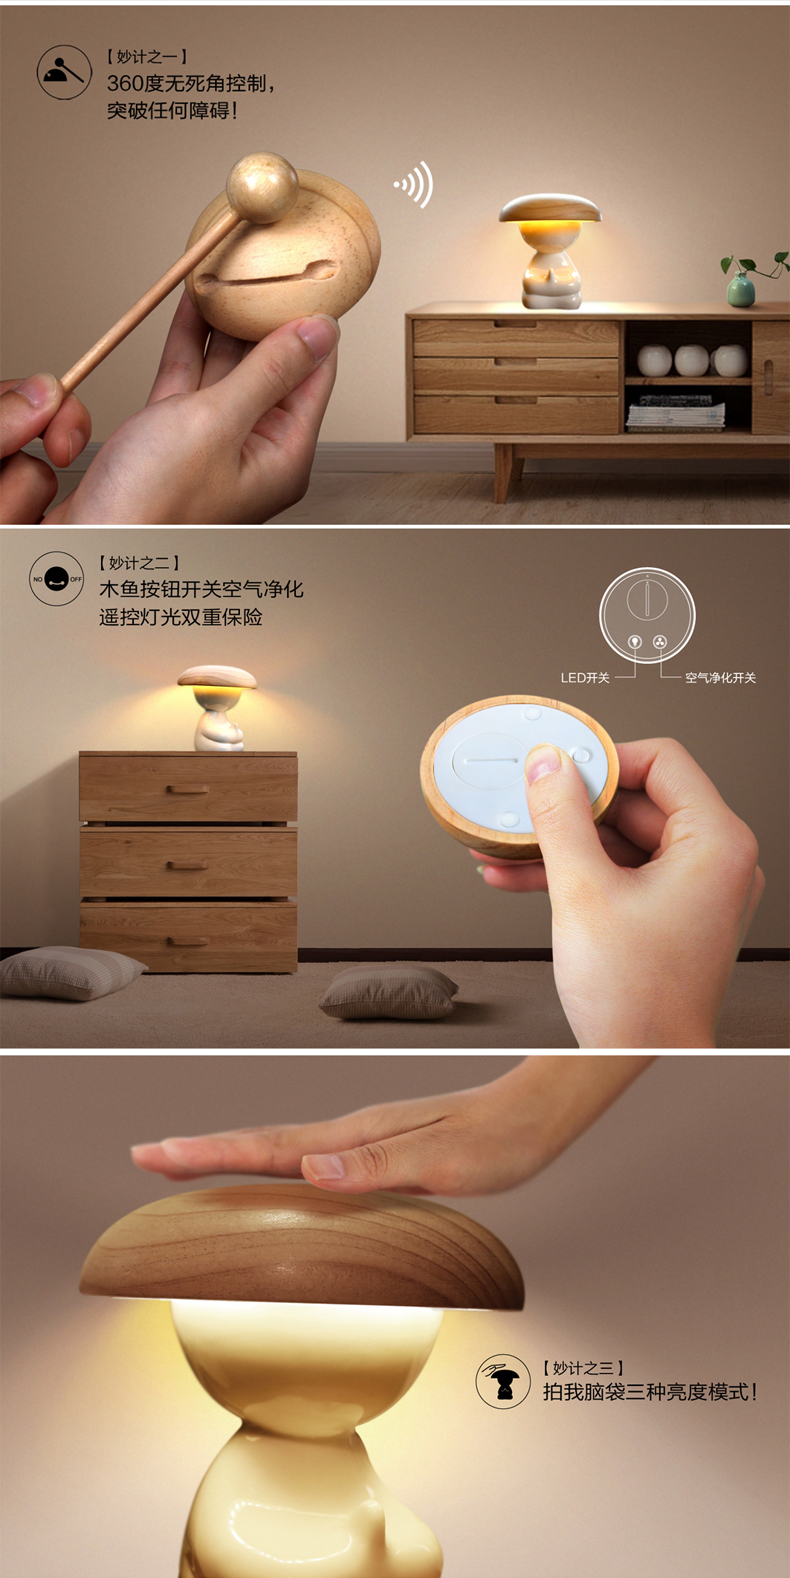 【妙计之一】
360度无死角控制，
突破任何障碍！
【妙计之二】
NO OFF
木鱼按钮开关空气净化
遥控灯光双重保险
LED开关
空气净化开关
【妙计之三】
拍我脑袋三种亮度模式！